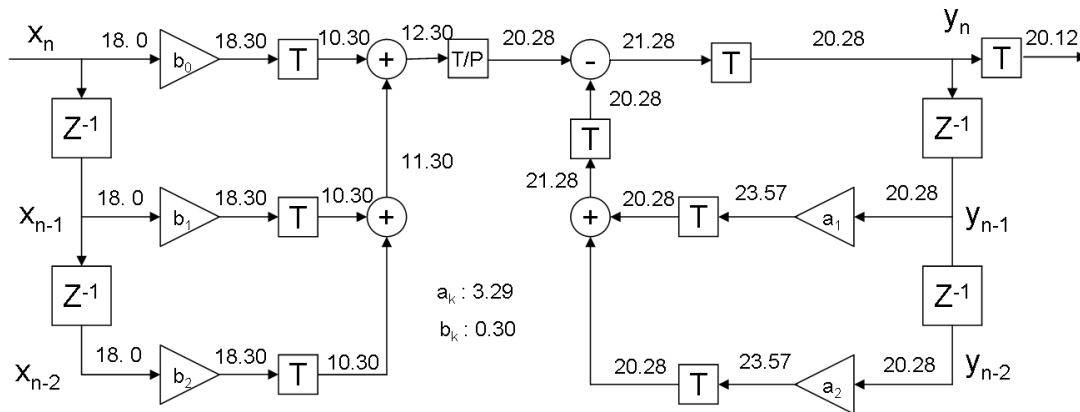 xn
18. 0
b0
18.30
T
10.30
+
12.30
T/P
20.28
-
21.28
T
20.28
yn
T
20.12
Z-1
20.28
T
Z-1
11.30
21.28
xn-1
18. 0
b1
18.30
T
10.30
+
+
20.28
T
23.57
a1
20.28
yn-1
Z-1
ak : 3.29
bk : 0.30
Z-1
xn-2
18. 0
b2
18.30
T
10.30
20.28
T
23.57
a2
20.28
yn-2